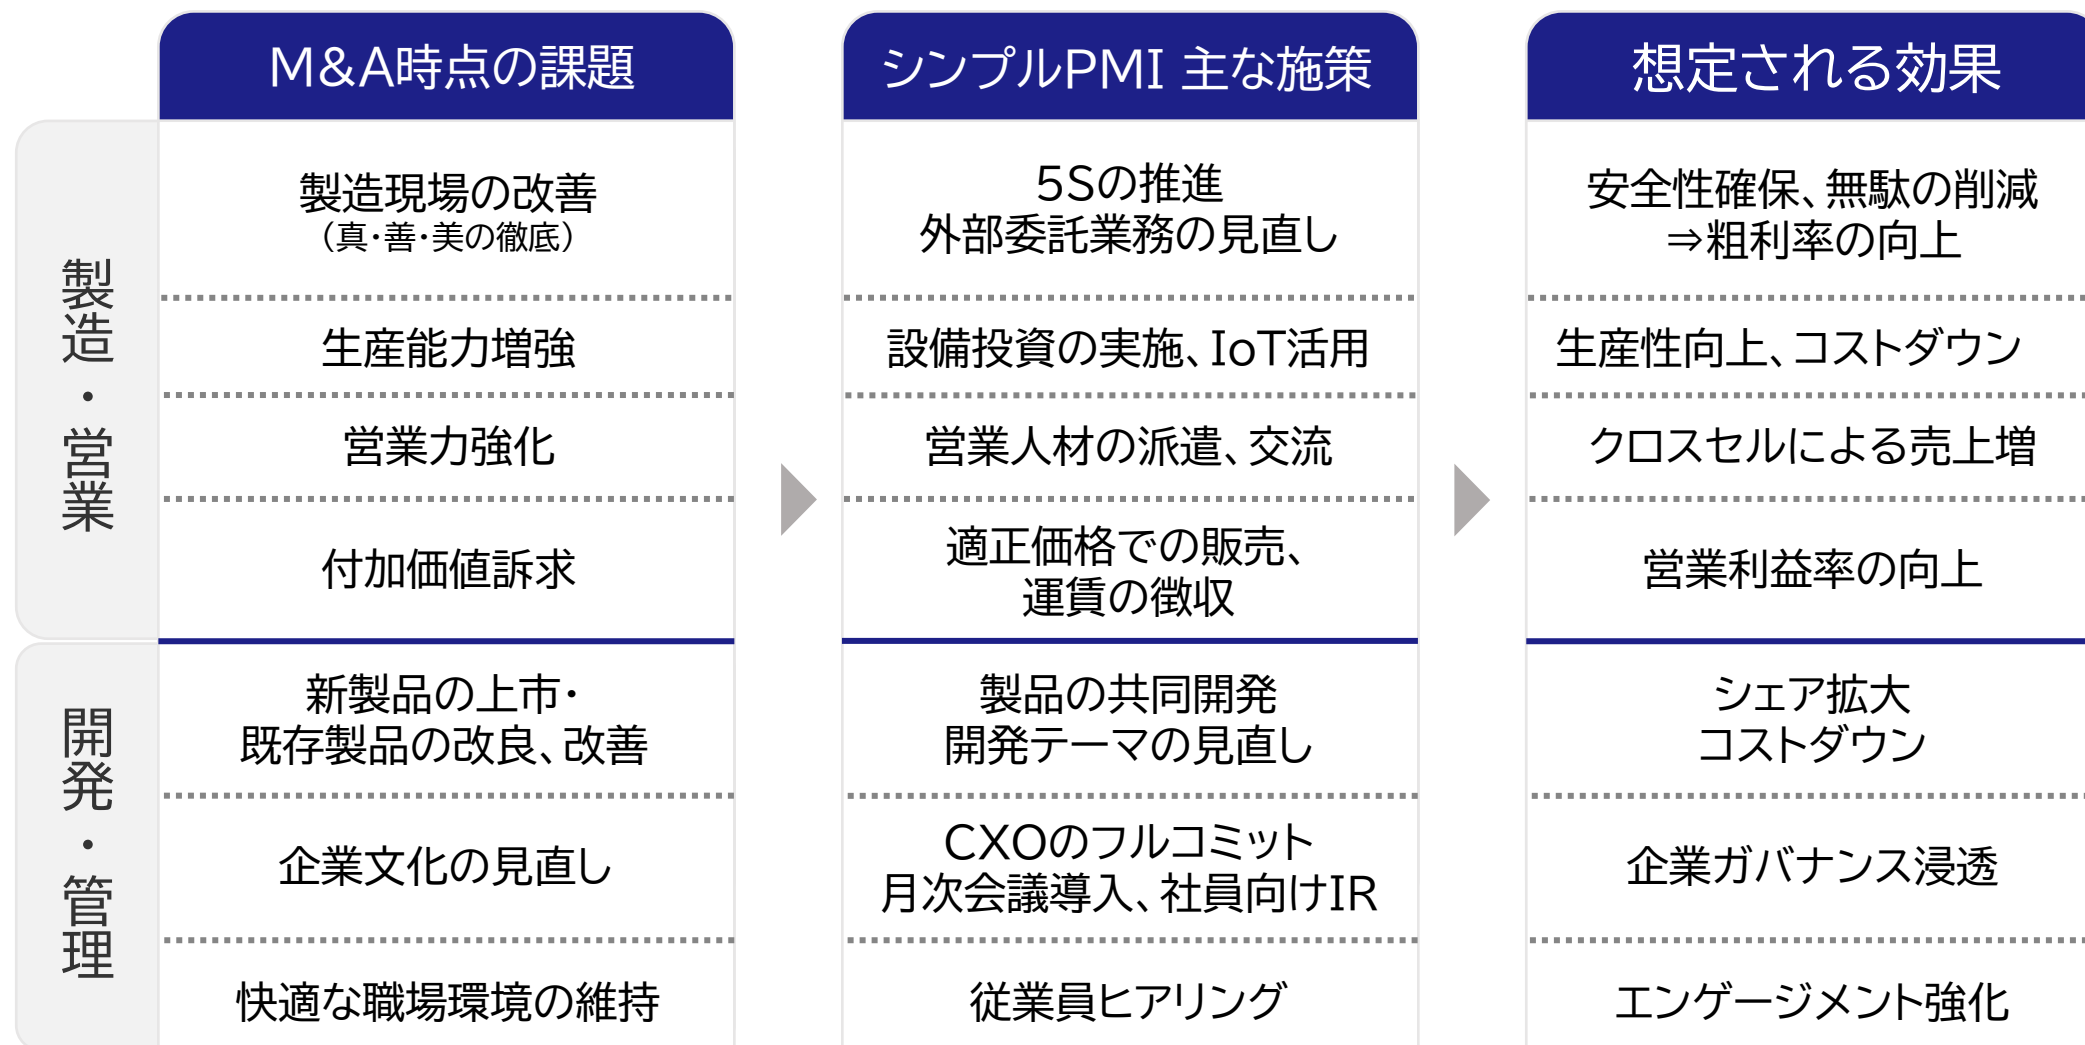 M&A時点の課題
シンプルPMI 主な施策
想定される効果
製造・営業
製造現場の改善
（真・善・美の徹底）
5Sの推進
外部委託業務の見直し
安全性確保、無駄の削減
⇒粗利率の向上
生産能力増強
設備投資の実施、IoT活用
生産性向上、コストダウン
営業力強化
営業人材の派遣、交流
クロスセルによる売上増
付加価値訴求
適正価格での販売、
運賃の徴収
営業利益率の向上
開発・管理
新製品の上市・
既存製品の改良、改善
製品の共同開発
開発テーマの見直し
シェア拡大
コストダウン
企業文化の見直し
CXOのフルコミット
月次会議導入、社員向けIR
企業ガバナンス浸透
快適な職場環境の維持
従業員ヒアリング
エンゲージメント強化